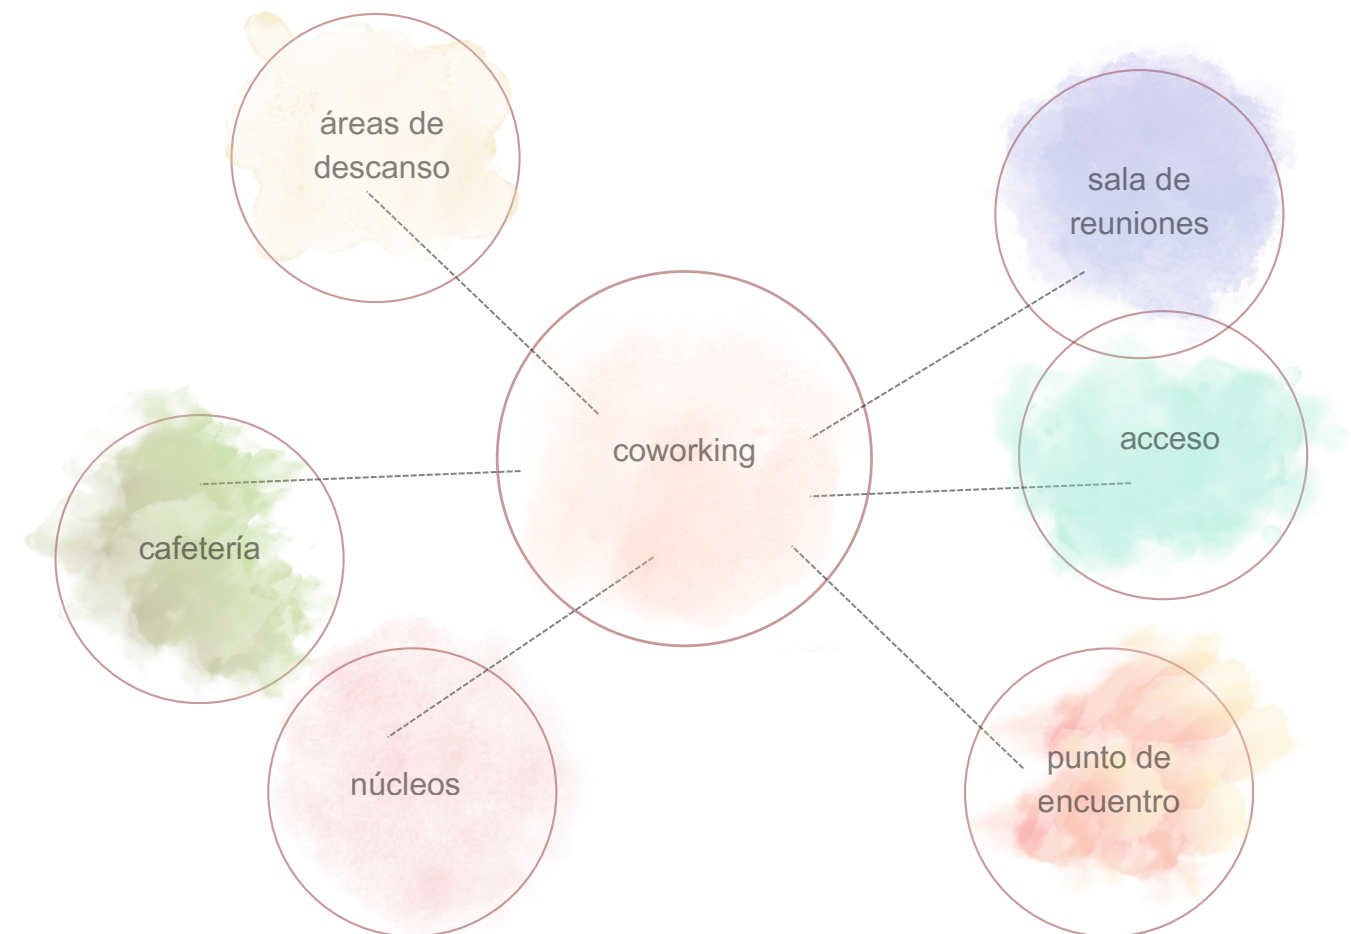 áreas de
descanso
sala de
reuniones
coworking
acceso
cafetería
núcleos
punto de
encuentro